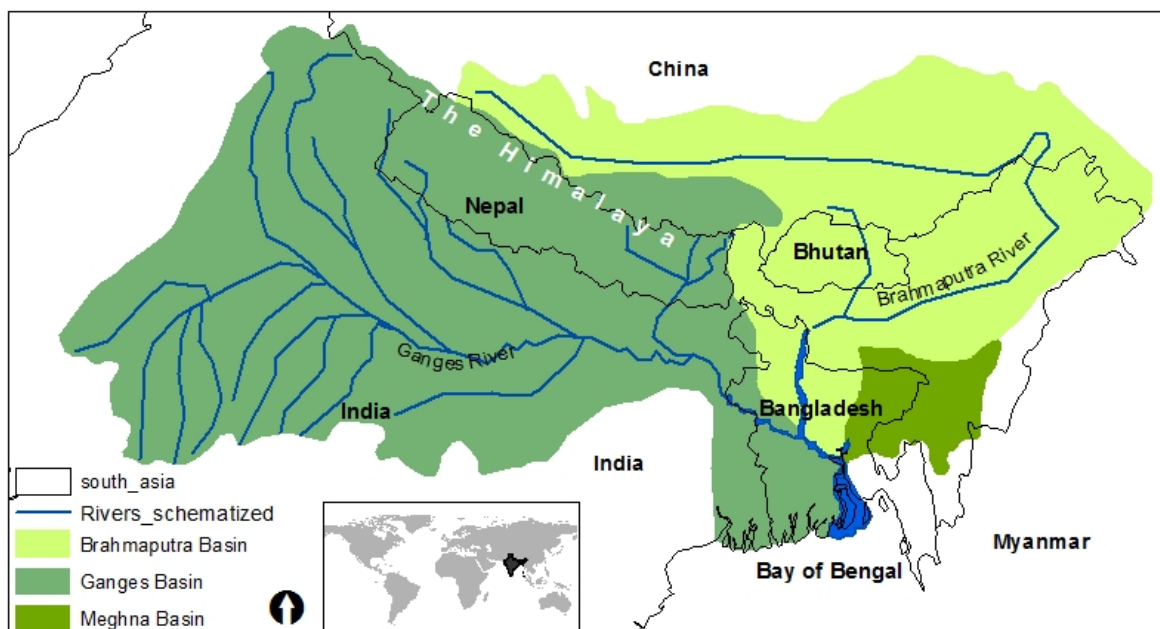 China
The Himalaya
Nepal
Bhutan
Brahmaputra River
Ganges River
India
Bangladesh
India
Myanmar
Bay of Bengal
south_asia
Rivers_schematized
Brahmaputra Basin
Ganges Basin
Meghna Basin